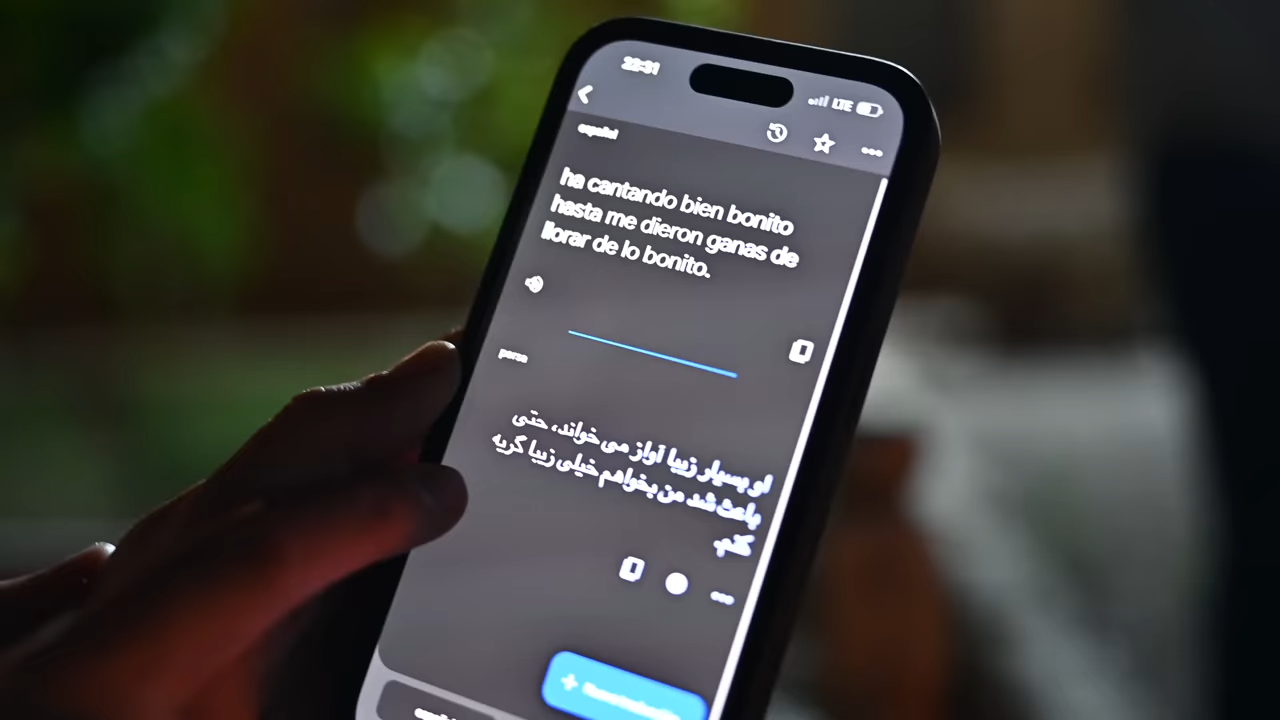 22:31
LTE
español
ha cantando bien bonito
hasta me dieron ganas de
llorar de lo bonito.
persa
او بسیار زیبا آواز می خواند، حتی
باعث شد من بخواهم خیلی زیبا گریه
کنم.